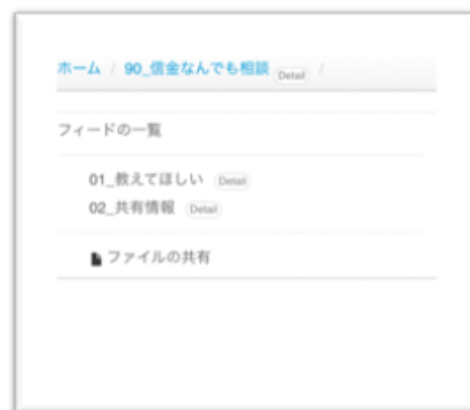 ホーム / 90_信金なんでも相談 Detail /
フィードの一覧
01_教えてほしい Detail
02_共有情報 Detail
ファイルの共有